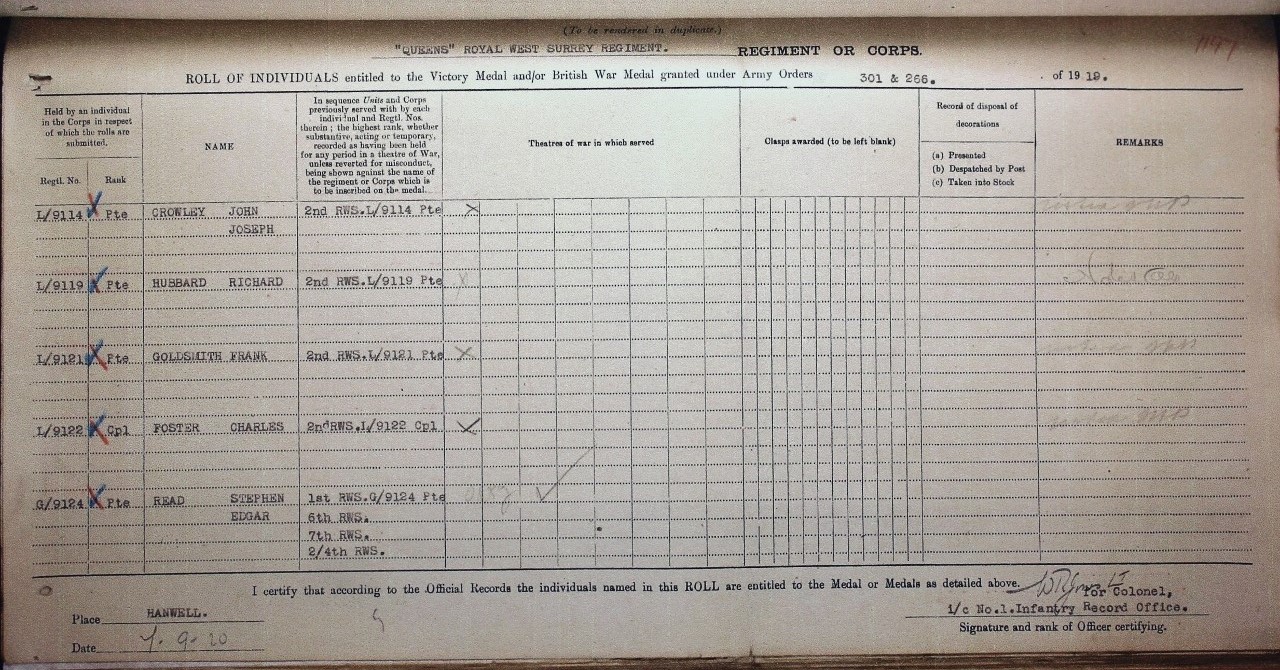 (To be rendered in duplicate.)
"QUEENS" ROYAL WEST SURREY REGIMENT. REGIMENT OR CORPS.
ROLL OF INDIVIDUALS entitled to the Victory Medal and/or British War Medal granted under Army Orders 301 & 266. of 1919.
Held by an individual
in the Corps in respect
of which the rolls are
submitted.
Regtl. No. Rank
NAME
In sequence Units and Corps
previously served with by each
individual and Regtl. Nos.
therein; the highest rank, whether
substantive, acting or temporary,
recorded as having been held
for any period in a theatre of War,
unless reverted for misconduct,
being shown against the name of
the regiment or Corps which is
to be inscribed on the medal.
Theatres of war in which served
Clasps awarded (to be left blank)
Record of disposal of
decorations
(a) Presented
(b) Despatched by Post
(c) Taken into Stock
REMARKS
L/9114 Pte CROWLEY JOHN 2nd RWS.L/9114 Pte
JOSEPH
L/9119 Pte HUBBARD RICHARD 2nd RWS.L/9119 Pte
L/9121 Pte GOLDSMITH FRANK 2nd RWS.L/9121 Pte
L/9122 Cpl FOSTER CHARLES 2nd RWS.L/9122 Cpl
G/9124 Pte READ STEPHEN 1st RWS.G/9124 Pte
EDGAR 6th RWS.
7th RWS.
2/4th RWS.
I certify that according to the Official Records the individuals named in this ROLL are entitled to the Medal or Medals as detailed above.
for Colonel,
Place HANWELL.
i/c No.1.Infantry Record Office.
Date 7.9.20
Signature and rank of Officer certifying.